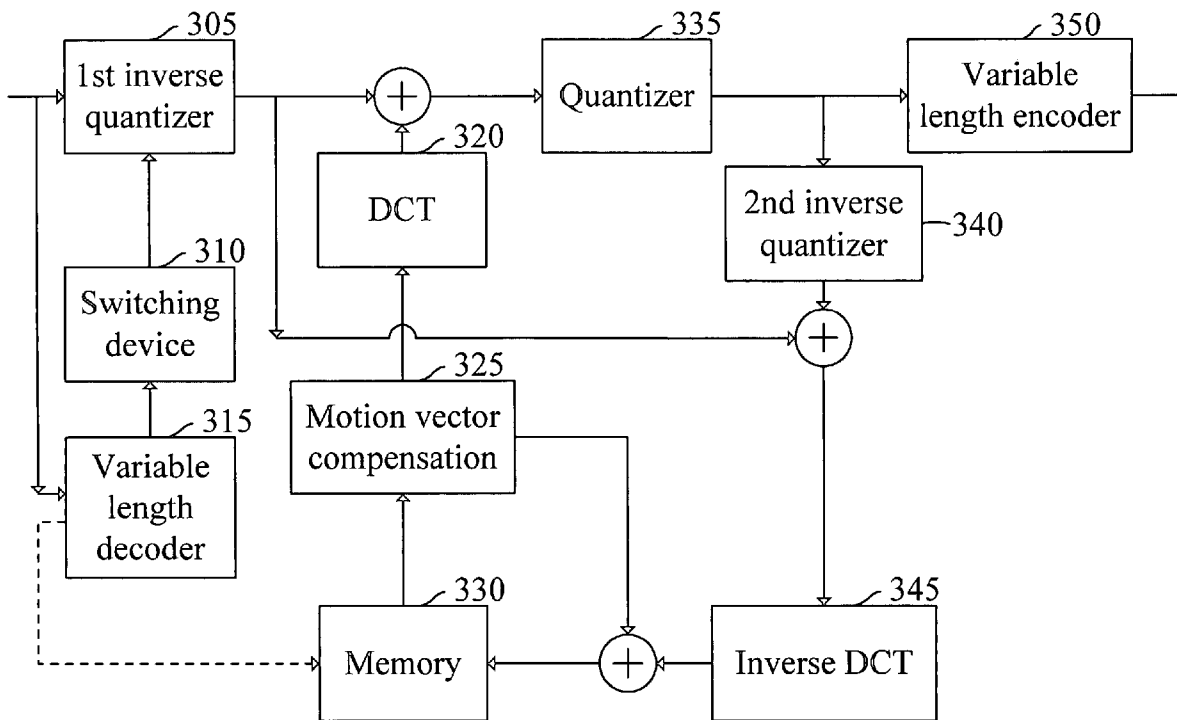 305
1st inverse
quantizer
335
Quantizer
350
Variable
length encoder
+
320
DCT
2nd inverse
quantizer
340
310
Switching
device
+
325
Motion vector
compensation
315
Variable
length
decoder
330
Memory
+
345
Inverse DCT